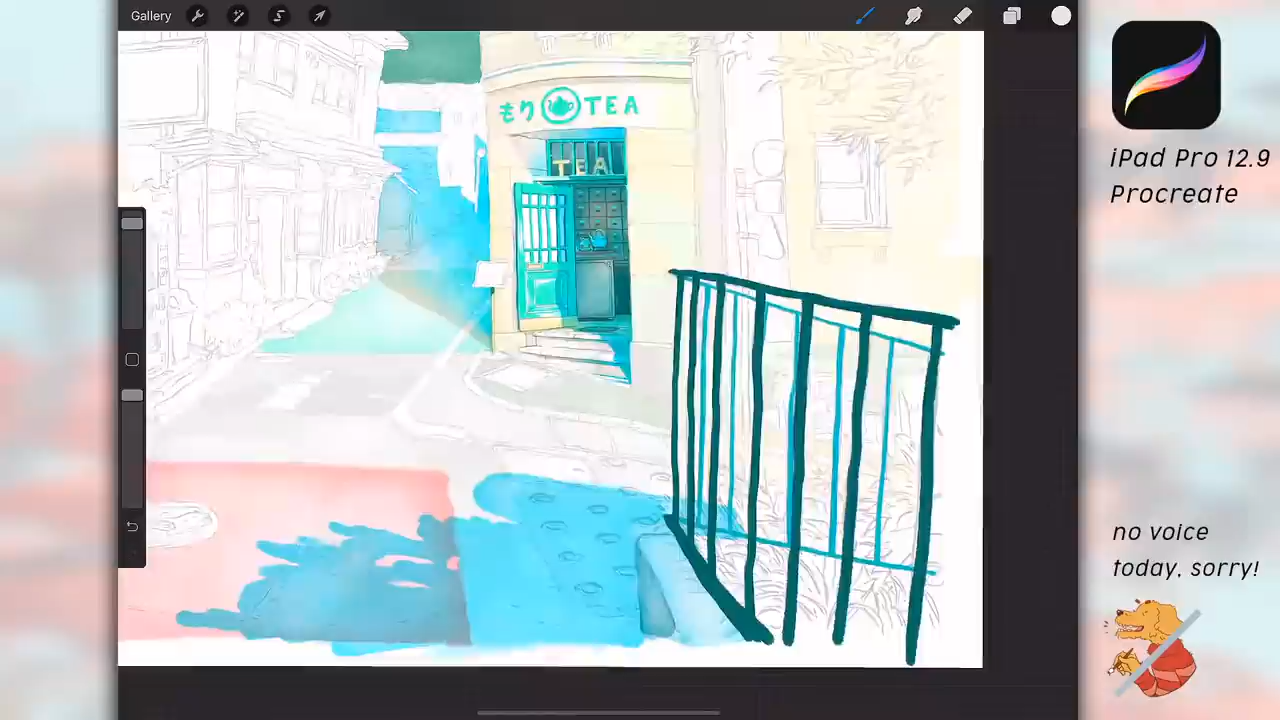 Gallery
もり TEA
TEA
iPad Pro 12.9
Procreate
no voice
today, sorry!